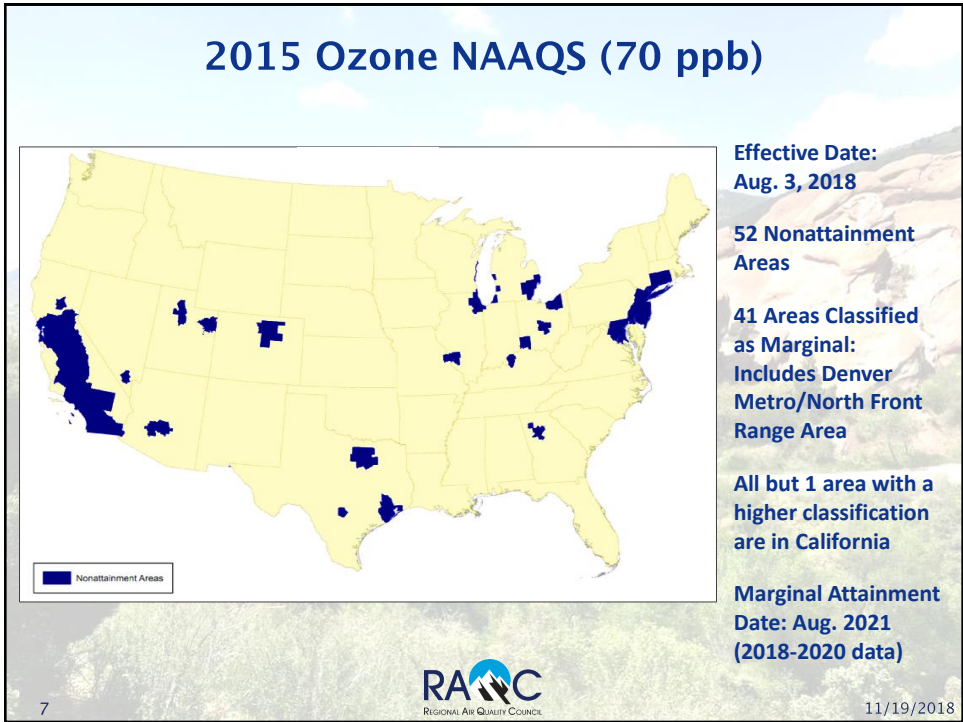 2015 Ozone NAAQS (70 ppb)
Effective Date:
Aug. 3, 2018
52 Nonattainment
Areas
41 Areas Classified
as Marginal:
Includes Denver
Metro/North Front
Range Area
All but 1 area with a
higher classification
are in California
Marginal Attainment
Date: Aug. 2021
(2018-2020 data)
Nonattainment Areas
RAQC
REGIONAL AIR QUALITY COUNCIL
7
11/19/2018